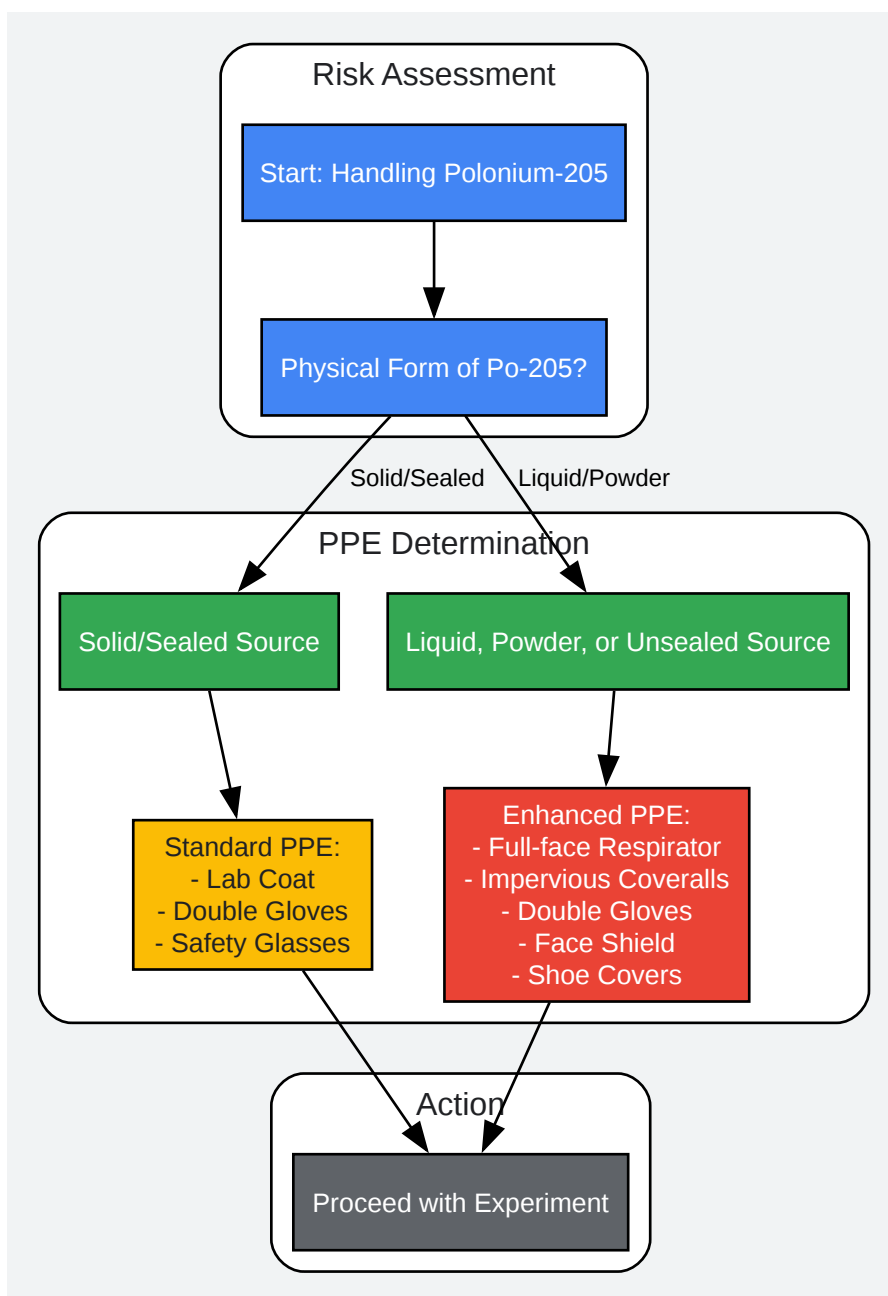 Risk Assessment
Start: Handling Polonium-205
Physical Form of Po-205?
Solid/Sealed
Liquid/Powder
PPE Determination
Solid/Sealed Source
Liquid, Powder, or Unsealed Source
Standard PPE:
- Lab Coat
- Double Gloves
- Safety Glasses
Enhanced PPE:
- Full-face Respirator
- Impervious Coveralls
- Double Gloves
- Face Shield
- Shoe Covers
Action
Proceed with Experiment